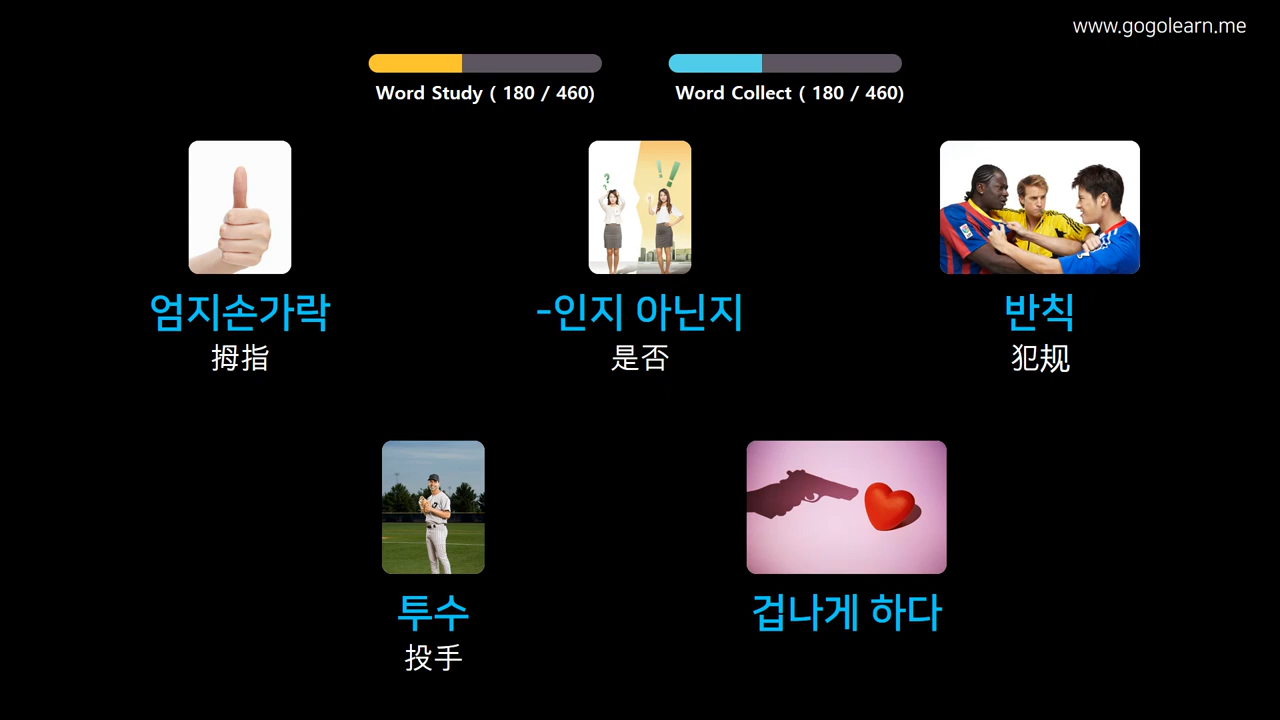 www.gogolearn.me
Word Study ( 180 / 460)
Word Collect ( 180 / 460)
엄지손가락
拇指
-인지 아닌지
是否
반칙
犯规
투수
投手
겁나게 하다